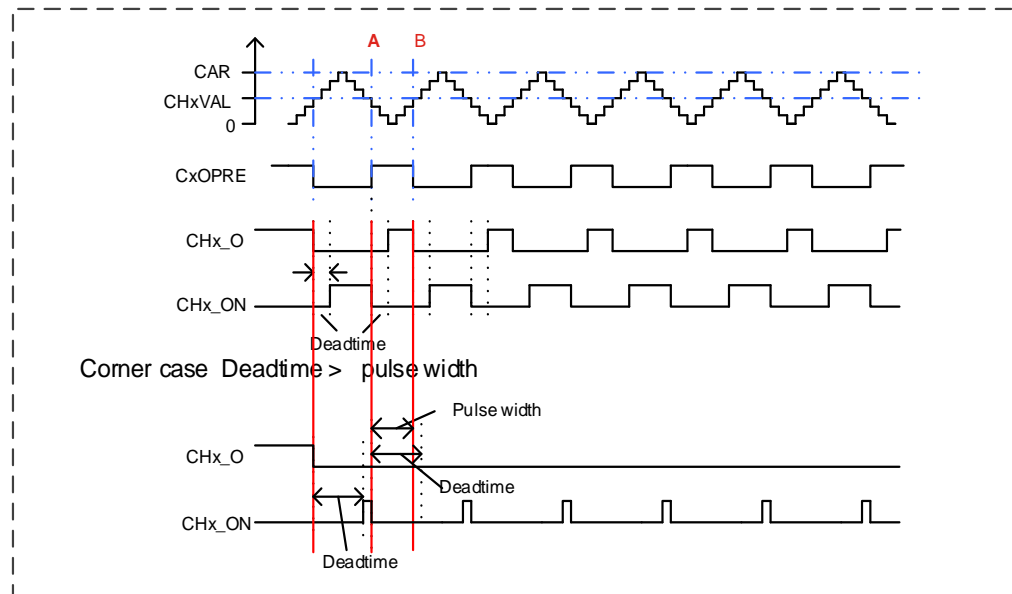 A B
CAR
CHxVAL
0
CxOPRE
CHx_O
CHx_ON
Deadtime
Corner case Deadtime > pulse width
Pulse width
CHx_O
Deadtime
CHx_ON
Deadtime